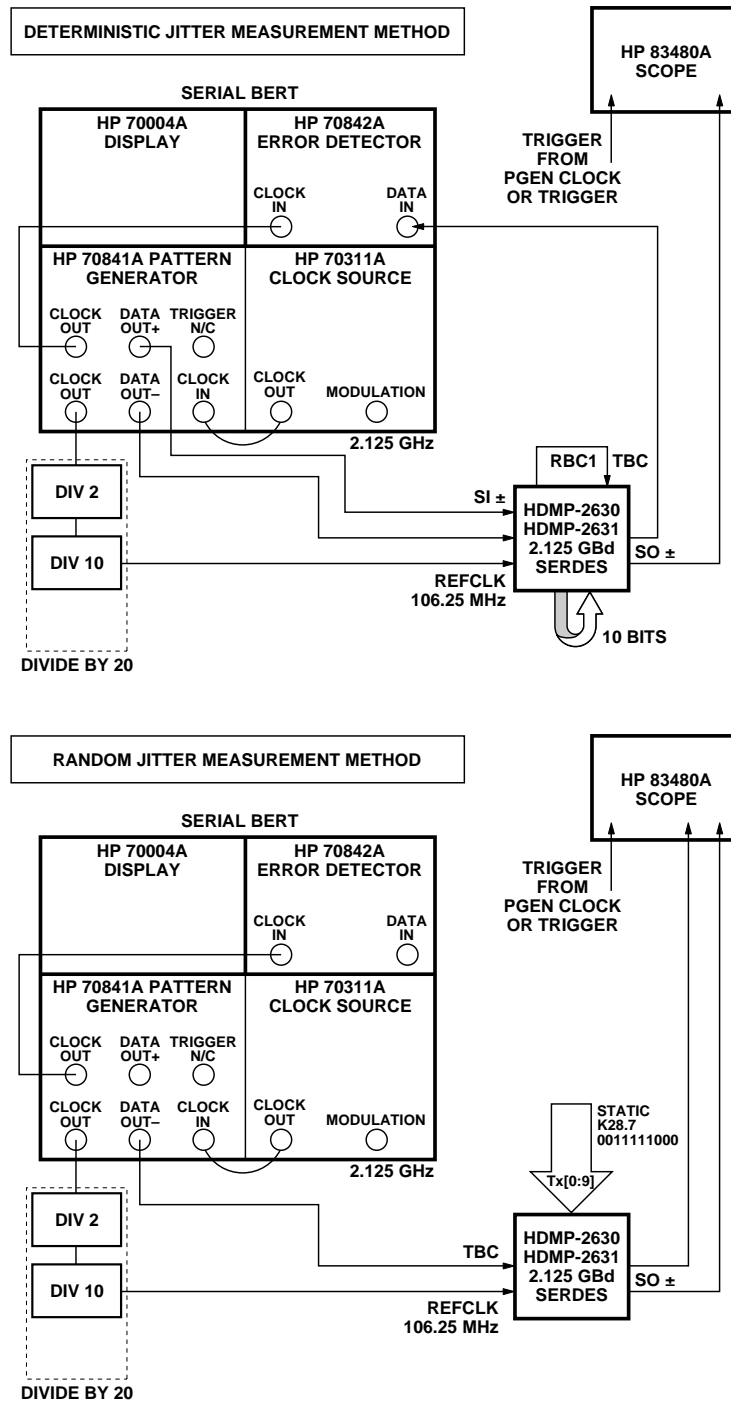 DETERMINISTIC JITTER MEASUREMENT METHOD
HP 83480A
SCOPE
SERIAL BERT
HP 70004A
DISPLAY
HP 70842A
ERROR DETECTOR
TRIGGER
FROM
PGEN CLOCK
OR TRIGGER
CLOCK
IN
DATA
IN
HP 70841A PATTERN
GENERATOR
HP 70311A
CLOCK SOURCE
CLOCK
OUT
DATA
OUT+
TRIGGER
N/C
CLOCK
OUT
DATA
OUT–
CLOCK
IN
CLOCK
OUT
MODULATION
2.125 GHz
DIV 2
DIV 10
DIVIDE BY 20
RBC1
TBC
SI ±
HDMP-2630
HDMP-2631
2.125 GBd
SERDES
SO ±
REFCLK
106.25 MHz
10 BITS
RANDOM JITTER MEASUREMENT METHOD
HP 83480A
SCOPE
SERIAL BERT
HP 70004A
DISPLAY
HP 70842A
ERROR DETECTOR
TRIGGER
FROM
PGEN CLOCK
OR TRIGGER
CLOCK
IN
DATA
IN
HP 70841A PATTERN
GENERATOR
HP 70311A
CLOCK SOURCE
CLOCK
OUT
DATA
OUT+
TRIGGER
N/C
CLOCK
OUT
DATA
OUT–
CLOCK
IN
CLOCK
OUT
MODULATION
2.125 GHz
STATIC
K28.7
0011111000
Tx[0:9]
DIV 2
DIV 10
DIVIDE BY 20
TBC
HDMP-2630
HDMP-2631
2.125 GBd
SERDES
SO ±
REFCLK
106.25 MHz